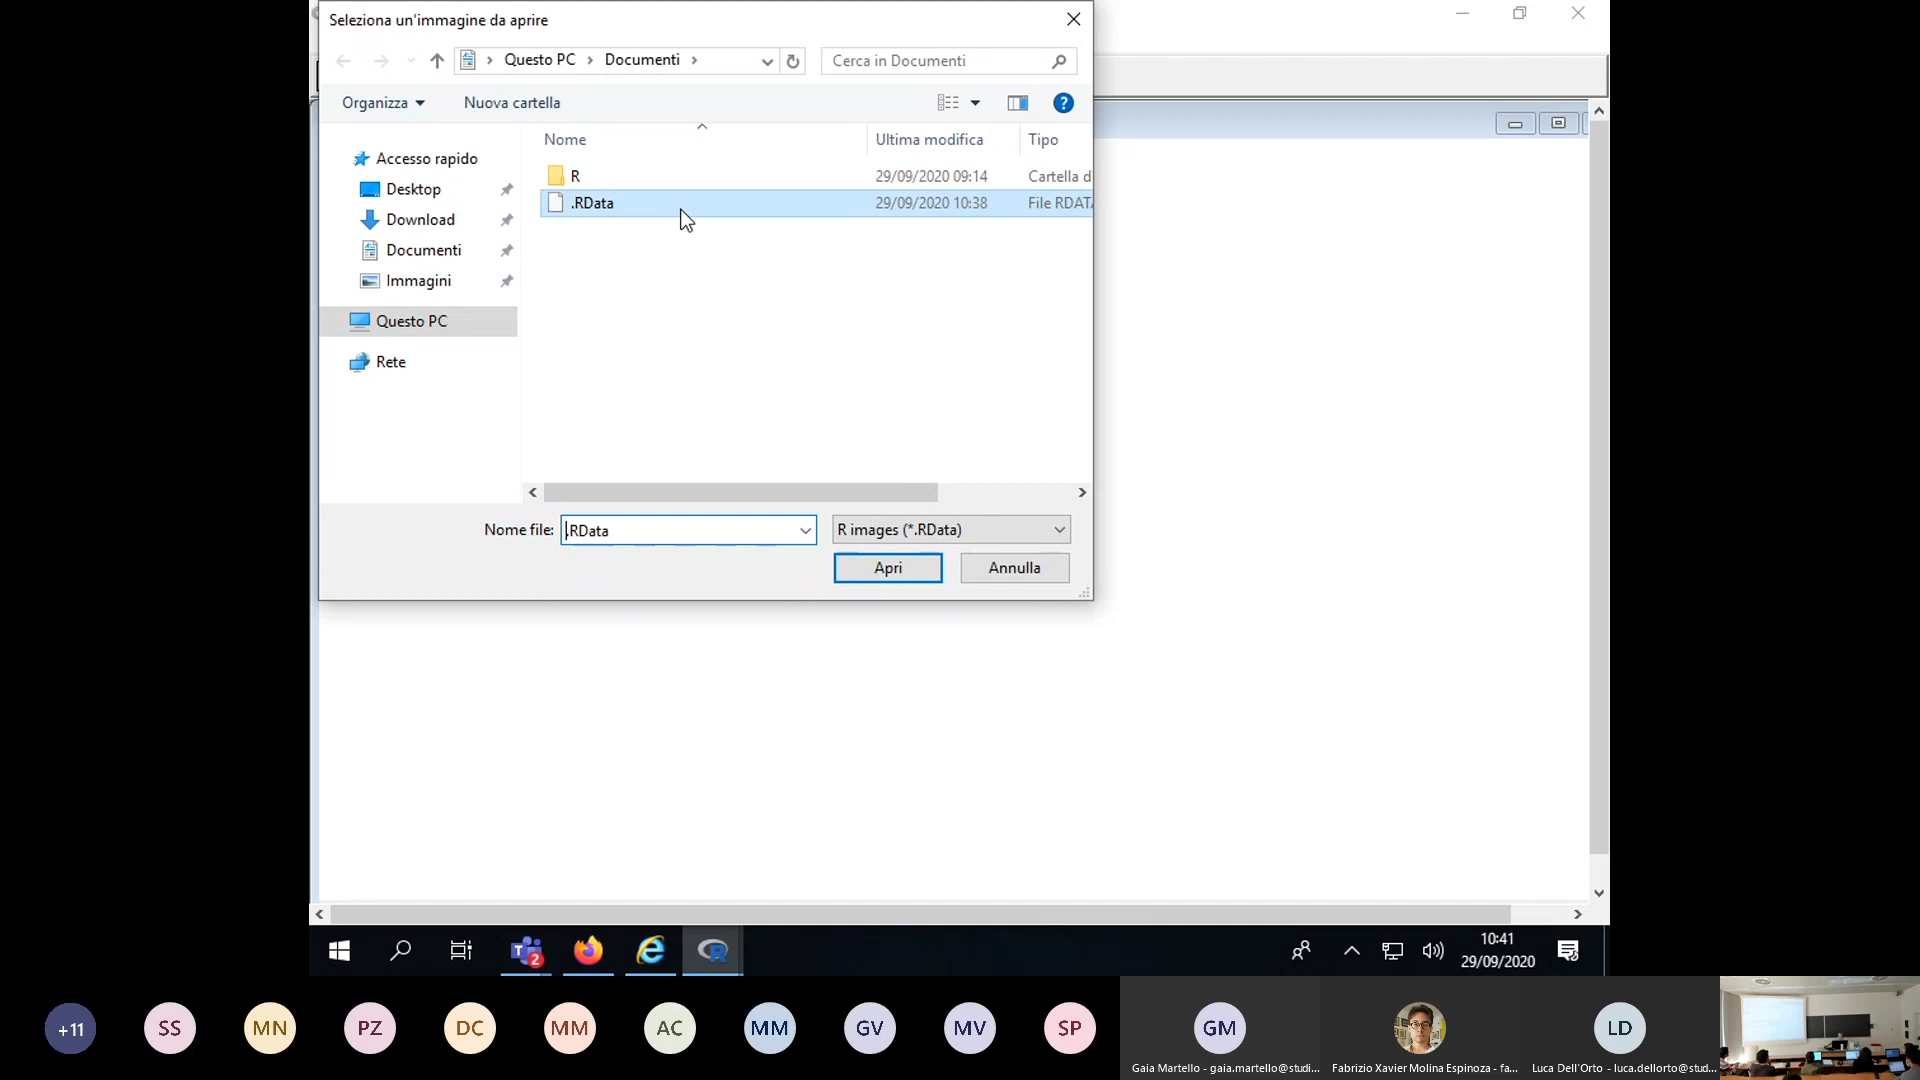 Seleziona un'immagine da aprire
Questo PC
Documenti
Cerca in Documenti
Organizza
Nuova cartella
?
Nome
Ultima modifica
Tipo
R
29/09/2020 09:14
Cartella d
.RData
29/09/2020 10:38
File RDAT
Accesso rapido
Desktop
Download
Documenti
Immagini
Questo PC
Rete
Nome file:
.RData
R images (*.RData)
Apri
Annulla
10:41
29/09/2020
2
+11
SS
MN
PZ
DC
MM
AC
MM
GV
MV
SP
GM
LD
Gaia Martello - gaia.martello@studi...
Fabrizio Xavier Molina Espinoza - fa...
Luca Dell'Orto - luca.dellorto@stud...